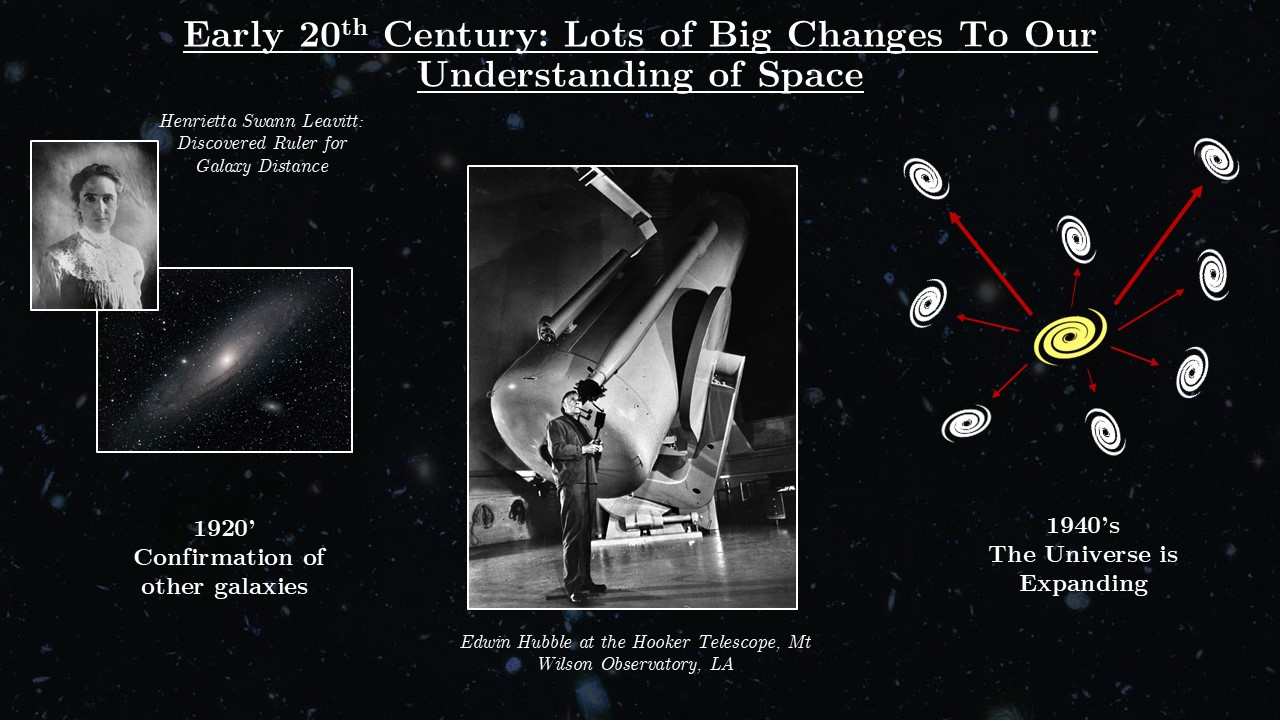 Early 20th Century: Lots of Big Changes To Our
Understanding of Space
Henrietta Swann Leavitt:
Discovered Ruler for
Galaxy Distance
1920'
Confirmation of
other galaxies
Edwin Hubble at the Hooker Telescope, Mt
Wilson Observatory, LA
1940's
The Universe is
Expanding